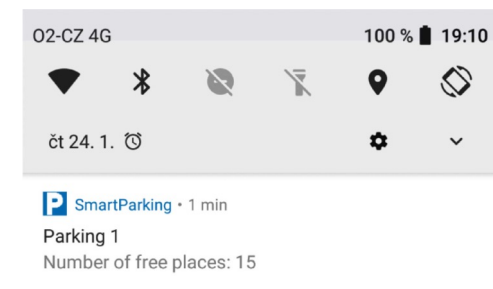 O2-CZ 4G 100 % 19:10
čt 24. 1.
P SmartParking • 1 min
Parking 1
Number of free places: 15